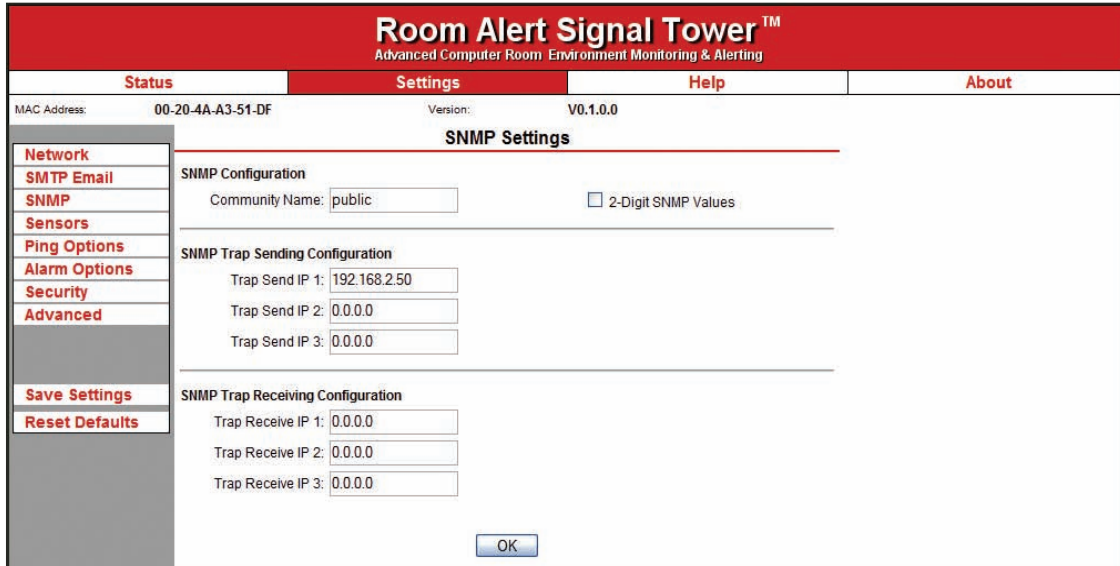 Room Alert Signal Tower™
Advanced Computer Room Environment Monitoring & Alerting
Status Settings Help About
MAC Address: 00-20-4A-A3-51-DF Version: V0.1.0.0
SNMP Settings
Network
SMTP Email
SNMP
Sensors
Ping Options
Alarm Options
Security
Advanced
Save Settings
Reset Defaults
SNMP Configuration
Community Name: public 2-Digit SNMP Values
SNMP Trap Sending Configuration
Trap Send IP 1: 192.168.2.50
Trap Send IP 2: 0.0.0.0
Trap Send IP 3: 0.0.0.0
SNMP Trap Receiving Configuration
Trap Receive IP 1: 0.0.0.0
Trap Receive IP 2: 0.0.0.0
Trap Receive IP 3: 0.0.0.0
OK